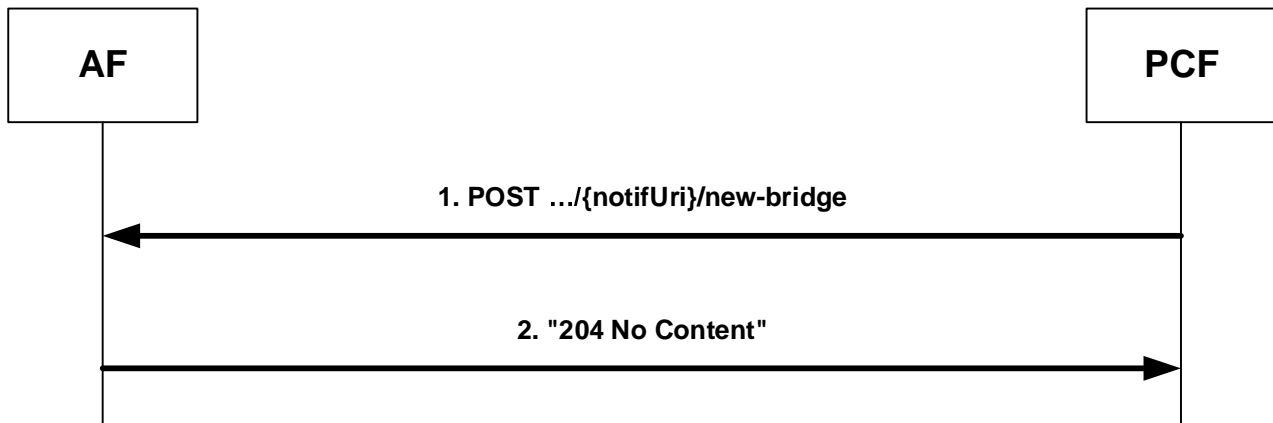 AF
PCF
1. POST …/{notifUri}/new-bridge
2. "204 No Content"